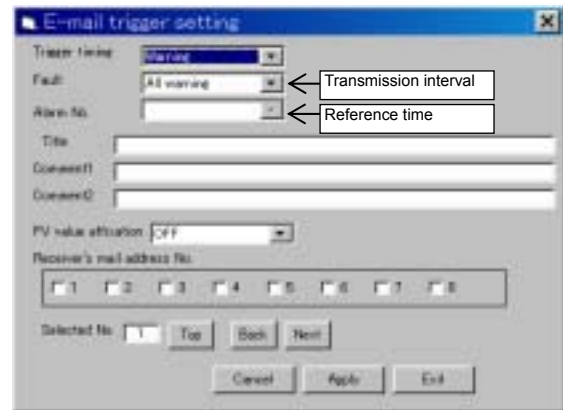 E-mail trigger setting
Trigger timing Warning
Fault All warning Transmission interval
Alarm No. Reference time
Title
Comment1
Comment2
PV value affixation OFF
Receiver's mail address No.
1 2 3 4 5 6 7 8
Selected No. 1 Top Back Next
Cancel Apply Exit